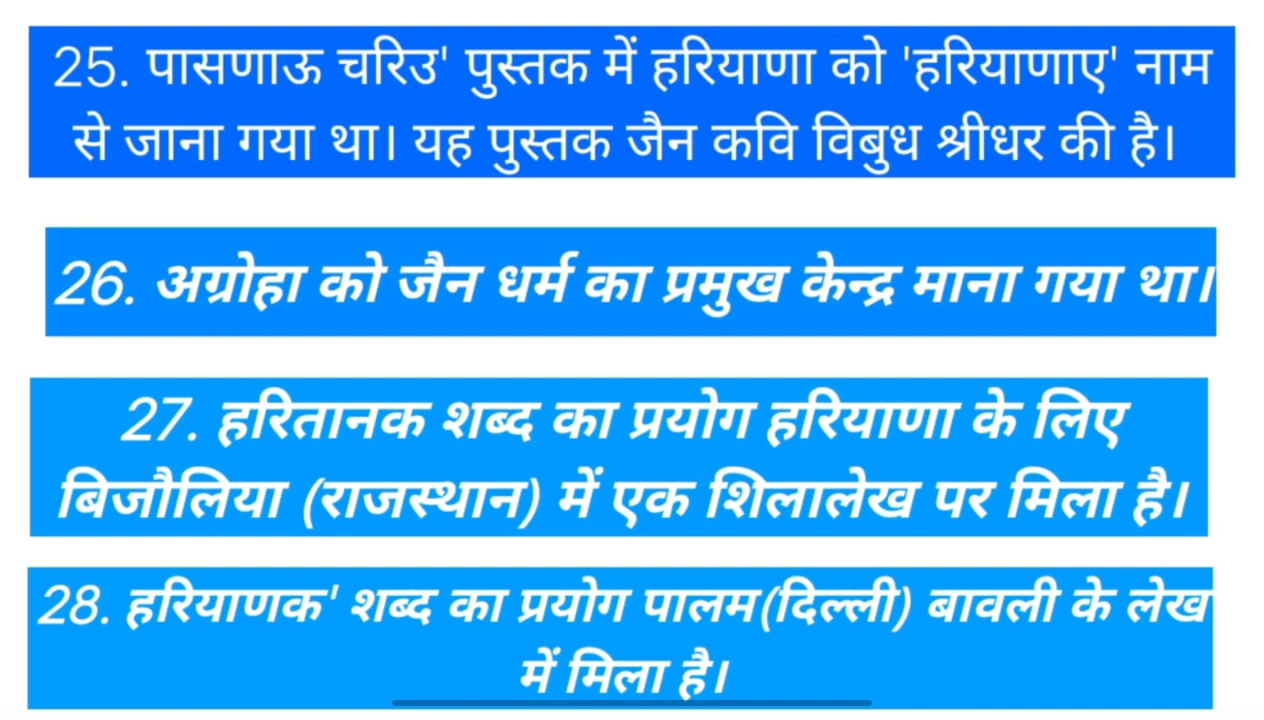 25. पासणाऊ चरिउ' पुस्तक में हरियाणा को 'हरियाणाए' नाम
से जाना गया था। यह पुस्तक जैन कवि विबुध श्रीधर की है।
26. अग्रोहा को जैन धर्म का प्रमुख केन्द्र माना गया था।
27. हरितानक शब्द का प्रयोग हरियाणा के लिए
बिजौलिया (राजस्थान) में एक शिलालेख पर मिला है।
28. हरियाणक' शब्द का प्रयोग पालम(दिल्ली) बावली के लेख
में मिला है।